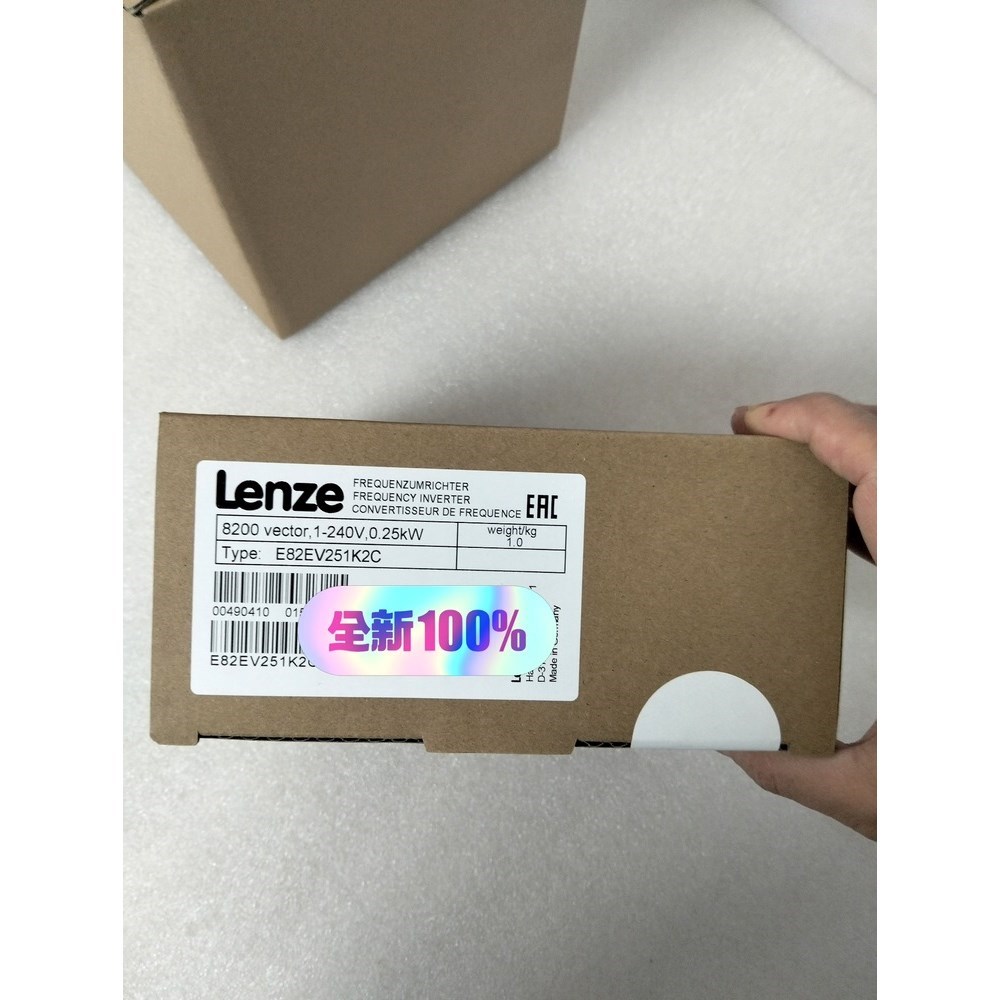 Lenze
FREQUENZUMRICHTER
FREQUENCY INVERTER
CONVERTISSEUR DE FREQUENCE
EAC
8200 vector,1-240V,0.25kW
weight/kg
1.0
Type: E82EV251K2C
00490410
全新100%
E82EV251K2C
Made in Germany